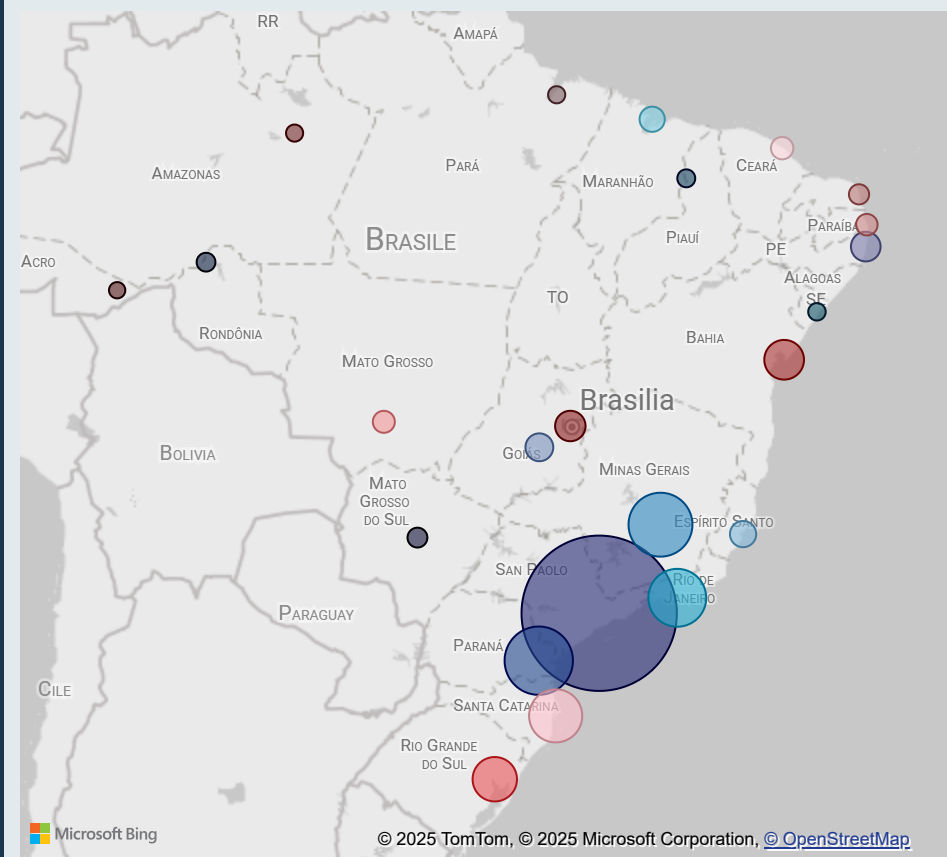 RR
AMAPÁ
AMAZONAS
PARÁ
MARANHÃO
CEARÁ
PARAÍBA
BRASILE
PIAUÍ
PE
ACRO
ALAGOAS
TO
SE
RONDÔNIA
BAHIA
MATO GROSSO
Brasilia
BOLIVIA
GOIÁS
MINAS GERAIS
MATO
GROSSO
DO SUL
ESPÍRITO SANTO
SAN PAOLO
RIO DE
JANEIRO
PARAGUAY
PARANÁ
CILE
SANTA CATARINA
RIO GRANDE
DO SUL
Microsoft Bing
© 2025 TomTom, © 2025 Microsoft Corporation, © OpenStreetMap